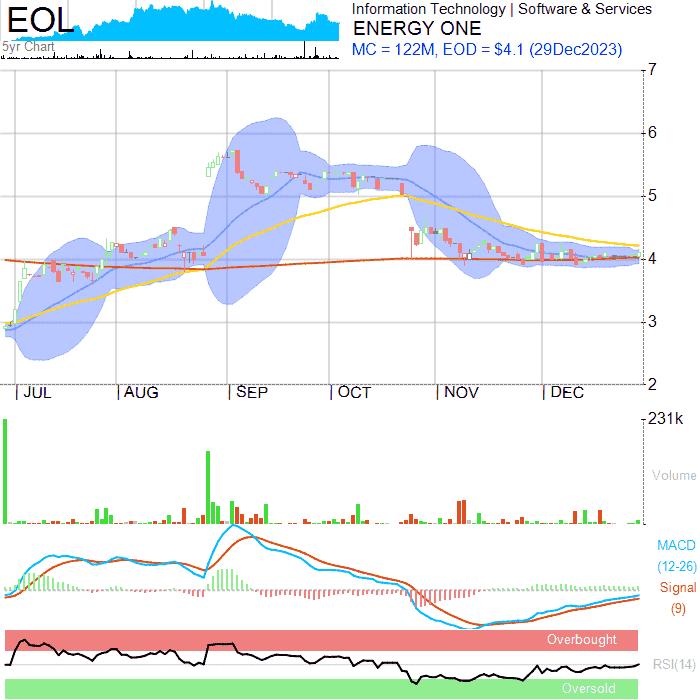 EOL
5yr Chart
Information Technology | Software & Services
ENERGY ONE
MC = 122M, EOD = $4.1 (29Dec2023)
7
6
5
4
3
2
|JUL |AUG |SEP |OCT |NOV |DEC
231k
Volume
MACD
(12-26)
Signal
(9)
Overbought
RSI(14)
Oversold